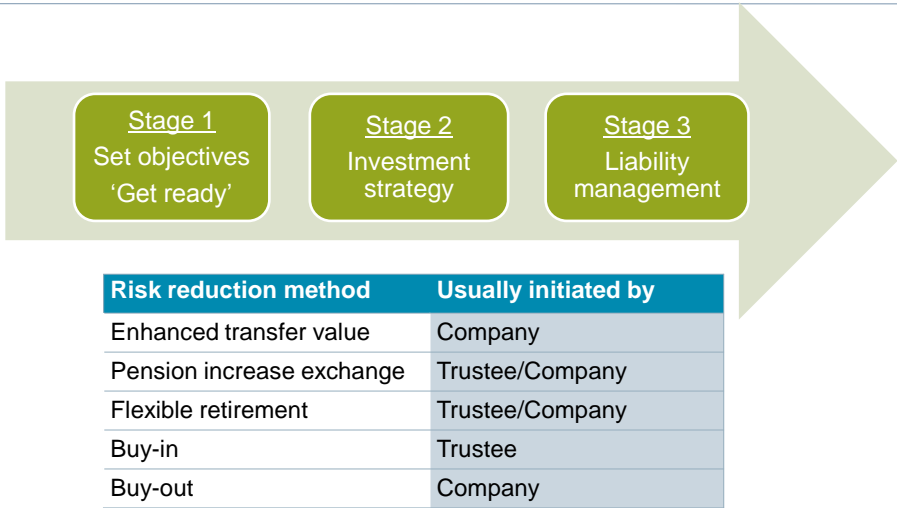 Stage 1
Set objectives
‘Get ready’
Stage 2
Investment
strategy
Stage 3
Liability
management
Risk reduction method Usually initiated by
Enhanced transfer value Company
Pension increase exchange Trustee/Company
Flexible retirement Trustee/Company
Buy-in Trustee
Buy-out Company